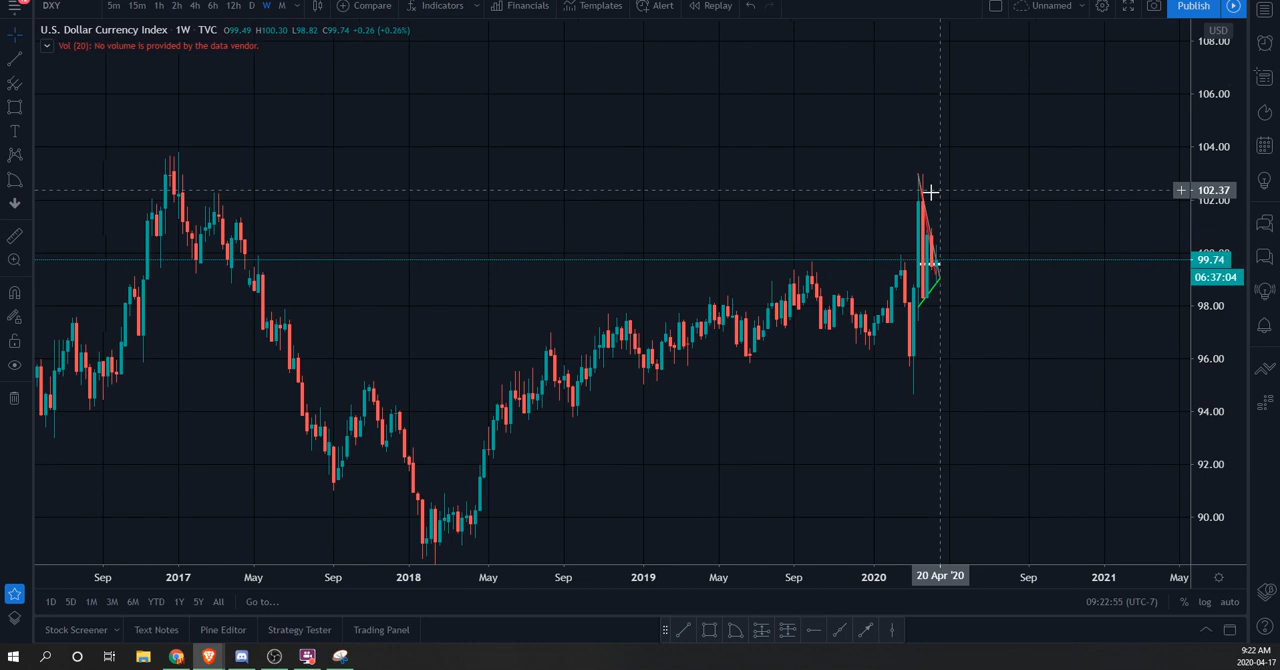 DXY 5m 15m 1h 2h 4h 6h 12h D W M Compare Indicators Financials Templates Alert Replay Unnamed Publish
U.S. Dollar Currency Index · 1W · TVC O99.49 H100.30 L98.82 C99.74 +0.26 (+0.26%)
Vol (20): No volume is provided by the data vendor.
USD
108.00
106.00
104.00
102.37
102.00
99.74
06:37:04
98.00
96.00
94.00
92.00
90.00
Sep 2017 May Sep 2018 May Sep 2019 May Sep 2020 20 Apr '20 Sep 2021 May
1D 5D 1M 3M 6M YTD 1Y 5Y All Go to... 09:22:55 (UTC-7) % log auto
Stock Screener Text Notes Pine Editor Strategy Tester Trading Panel
9:22 AM
2020-04-17